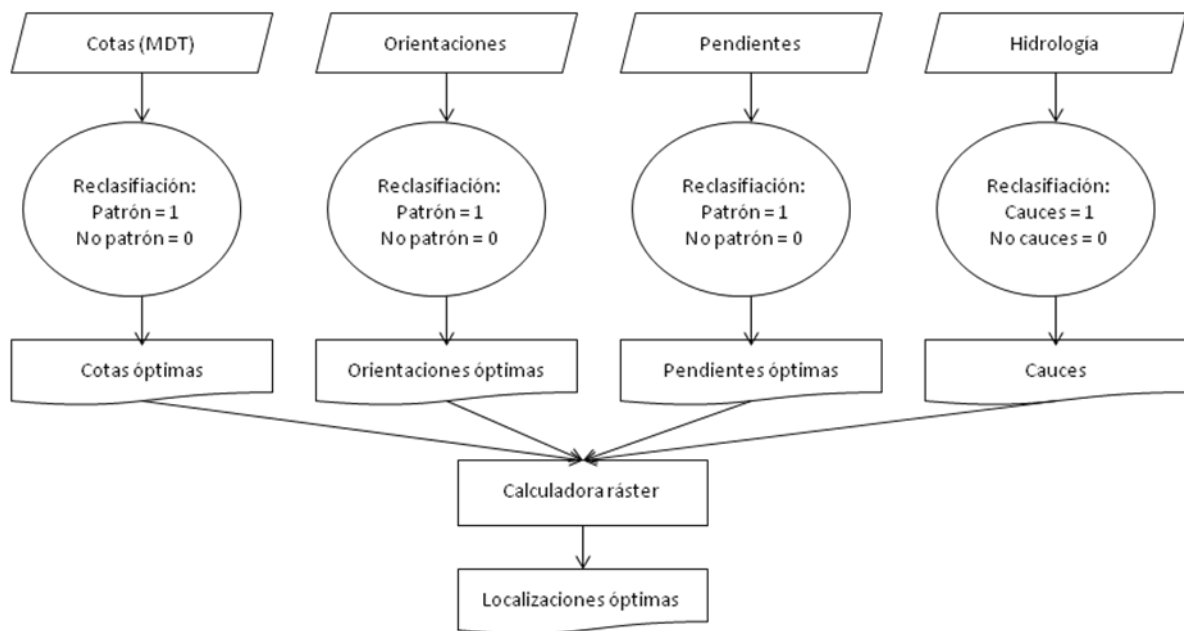 Cotas (MDT)
Orientaciones
Pendientes
Hidrología
Reclasifiación:
Patrón = 1
No patrón = 0
Reclasifiación:
Patrón = 1
No patrón = 0
Reclasifiación:
Patrón = 1
No patrón = 0
Reclasifiación:
Cauces = 1
No cauces = 0
Cotas óptimas
Orientaciones óptimas
Pendientes óptimas
Cauces
Calculadora ráster
Localizaciones óptimas